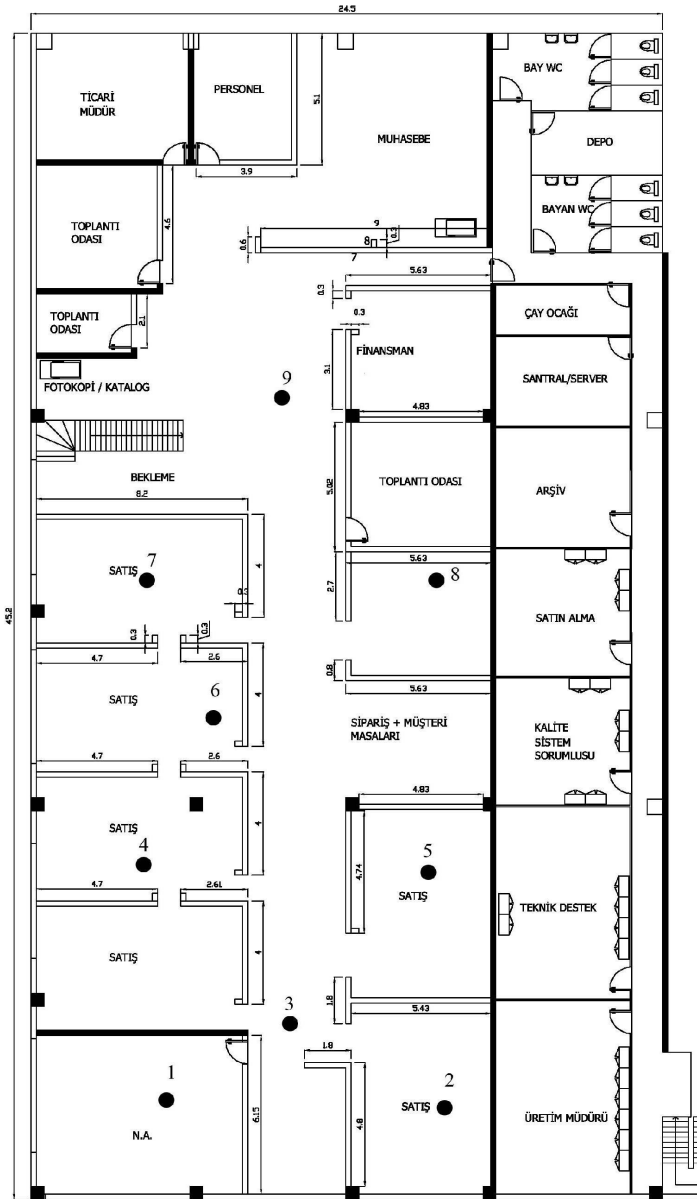 24.5
45.2
TİCARİ
MÜDÜR
PERSONEL
5.1
3.9
MUHASEBE
BAY WC
DEPO
BAYAN WC
TOPLANTI
ODASI
4.6
9
0.6
8
0.3
7
5.63
0.3
0.3
TOPLANTI
ODASI
2.1
ÇAY OCAĞI
FİNANSMAN
3.1
SANTRAL/SERVER
FOTOKOPİ / KATALOG
9
4.83
BEKLEME
8.2
5.02
TOPLANTI ODASI
ARŞİV
SATIŞ
7
4
0.3
5.63
2.7
8
SATIN ALMA
0.3
0.3
4.7
2.6
0.8
5.63
SATIŞ
6
4
SİPARİŞ + MÜŞTERİ
MASALARI
KALİTE
SİSTEM
SORUMLUSU
4.7
2.6
4.83
SATIŞ
4
4
4.74
5
SATIŞ
4.7
2.61
TEKNİK DESTEK
SATIŞ
4
1.8
3
5.43
1.8
1
N.A.
6.15
4.8
SATIŞ
2
ÜRETİM MÜDÜRÜ